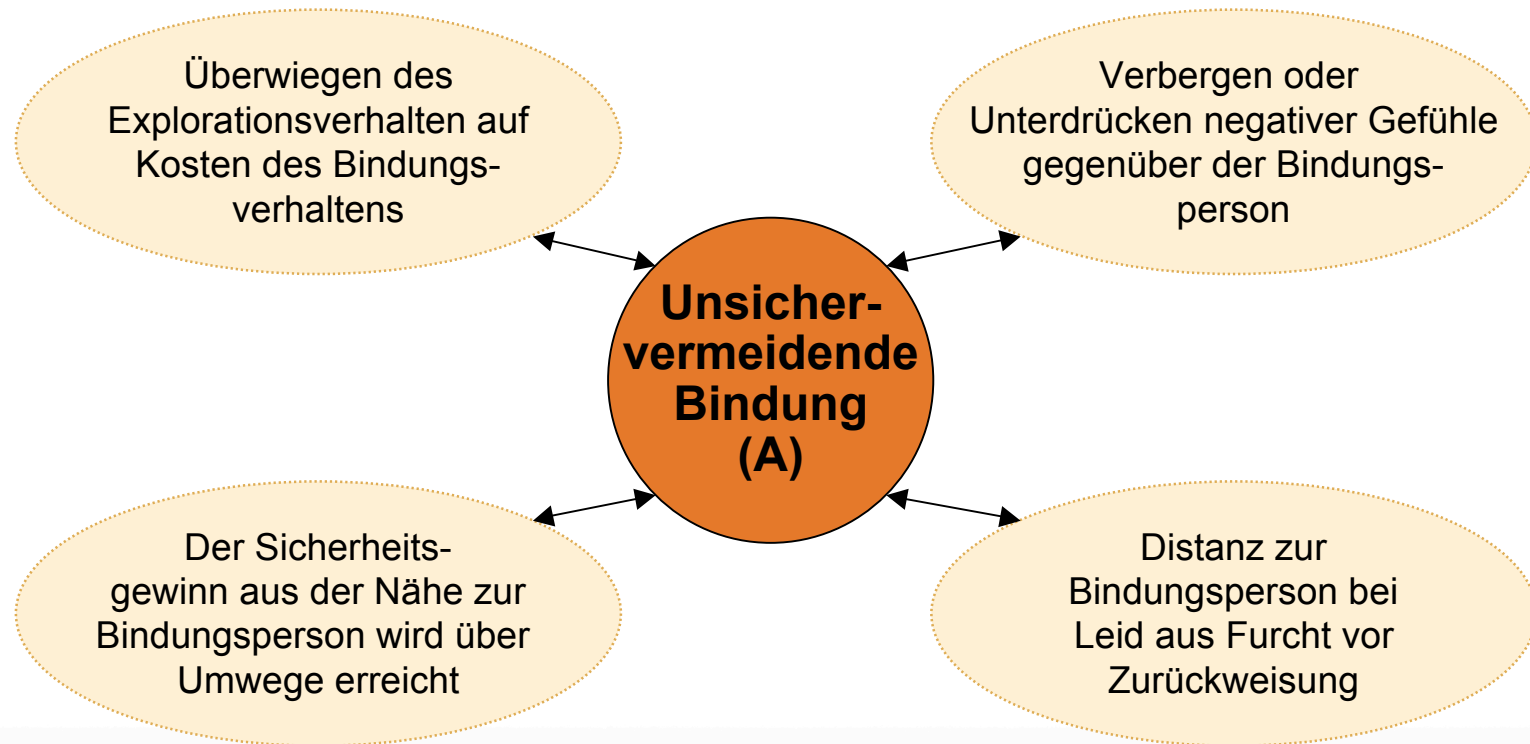 Überwiegen des
Explorationsverhalten auf
Kosten des Bindungs-
verhaltens
Verbergen oder
Unterdrücken negativer Gefühle
gegenüber der Bindungs-
person
Unsicher-
vermeidende
Bindung
(A)
Der Sicherheits-
gewinn aus der Nähe zur
Bindungsperson wird über
Umwege erreicht
Distanz zur
Bindungsperson bei
Leid aus Furcht vor
Zurückweisung